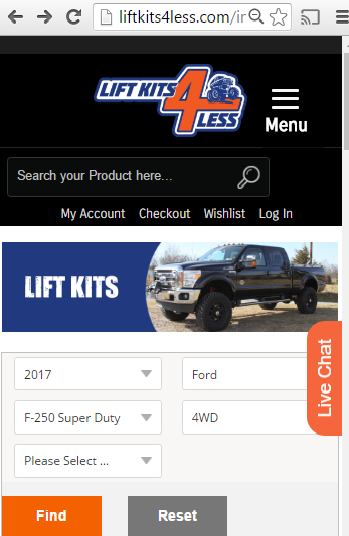 liftkits4less.com/in
LIFT KITS 4 LESS
Menu
Search your Product here...
My Account Checkout Wishlist Log In
LIFT KITS
2017 Ford
F-250 Super Duty 4WD
Please Select ...
Live Chat
Find Reset